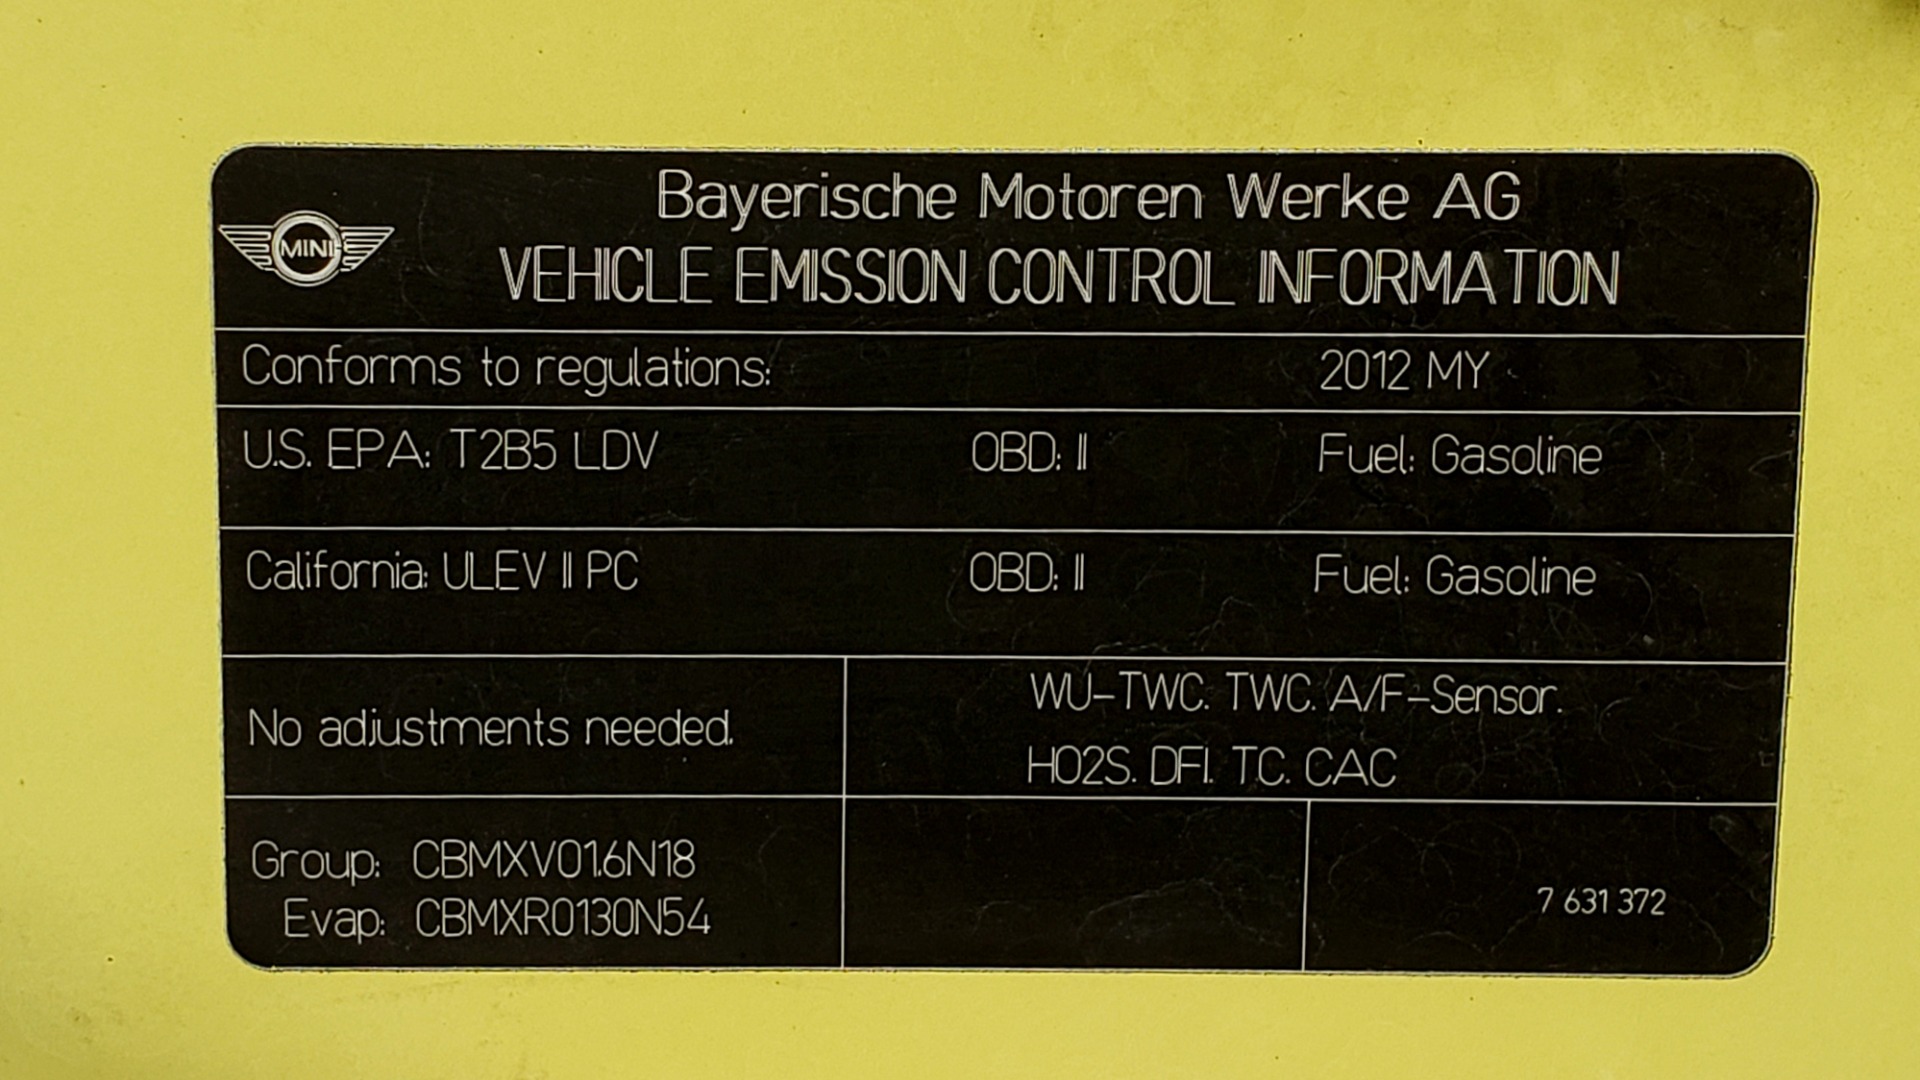 MINI
Bayerische Motoren Werke AG
VEHICLE EMISSION CONTROL INFORMATION
Conforms to regulations: 2012 MY
U.S. EPA: T2B5 LDV OBD: II Fuel: Gasoline
California: ULEV II PC OBD: II Fuel: Gasoline
No adjustments needed.
WU-TWC. TWC. A/F-Sensor.
HO2S. DFI. TC. CAC
Group: CBMXV01.6N18
Evap: CBMXR0130N54
7 631 372